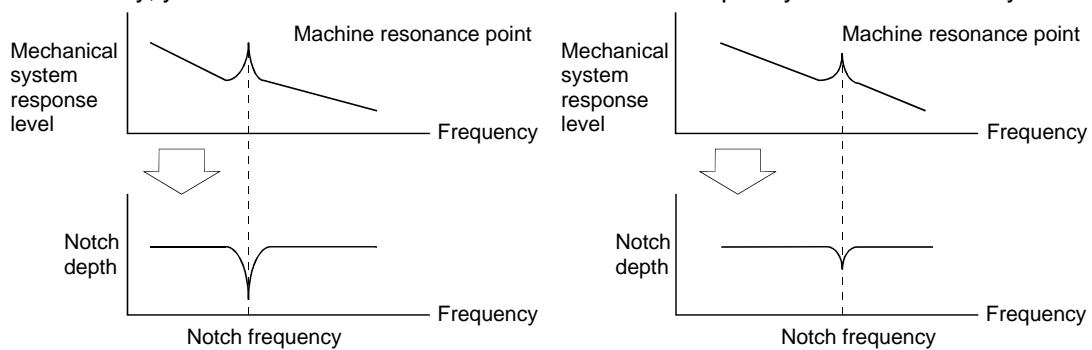 Machine resonance point
Mechanical
system
response
level
Frequency
Notch
depth
Frequency
Notch frequency
Machine resonance point
Mechanical
system
response
level
Frequency
Notch
depth
Frequency
Notch frequency